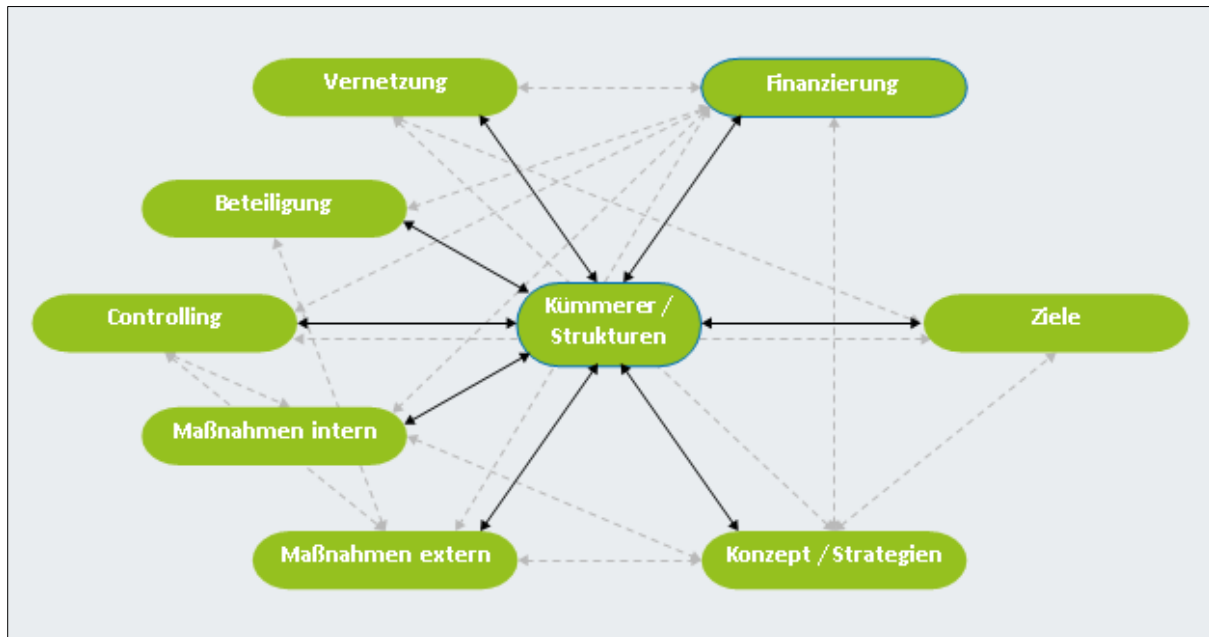 Vernetzung
Finanzierung
Beteiligung
Controlling
Kümmerer /
Strukturen
Ziele
Maßnahmen intern
Maßnahmen extern
Konzept / Strategien